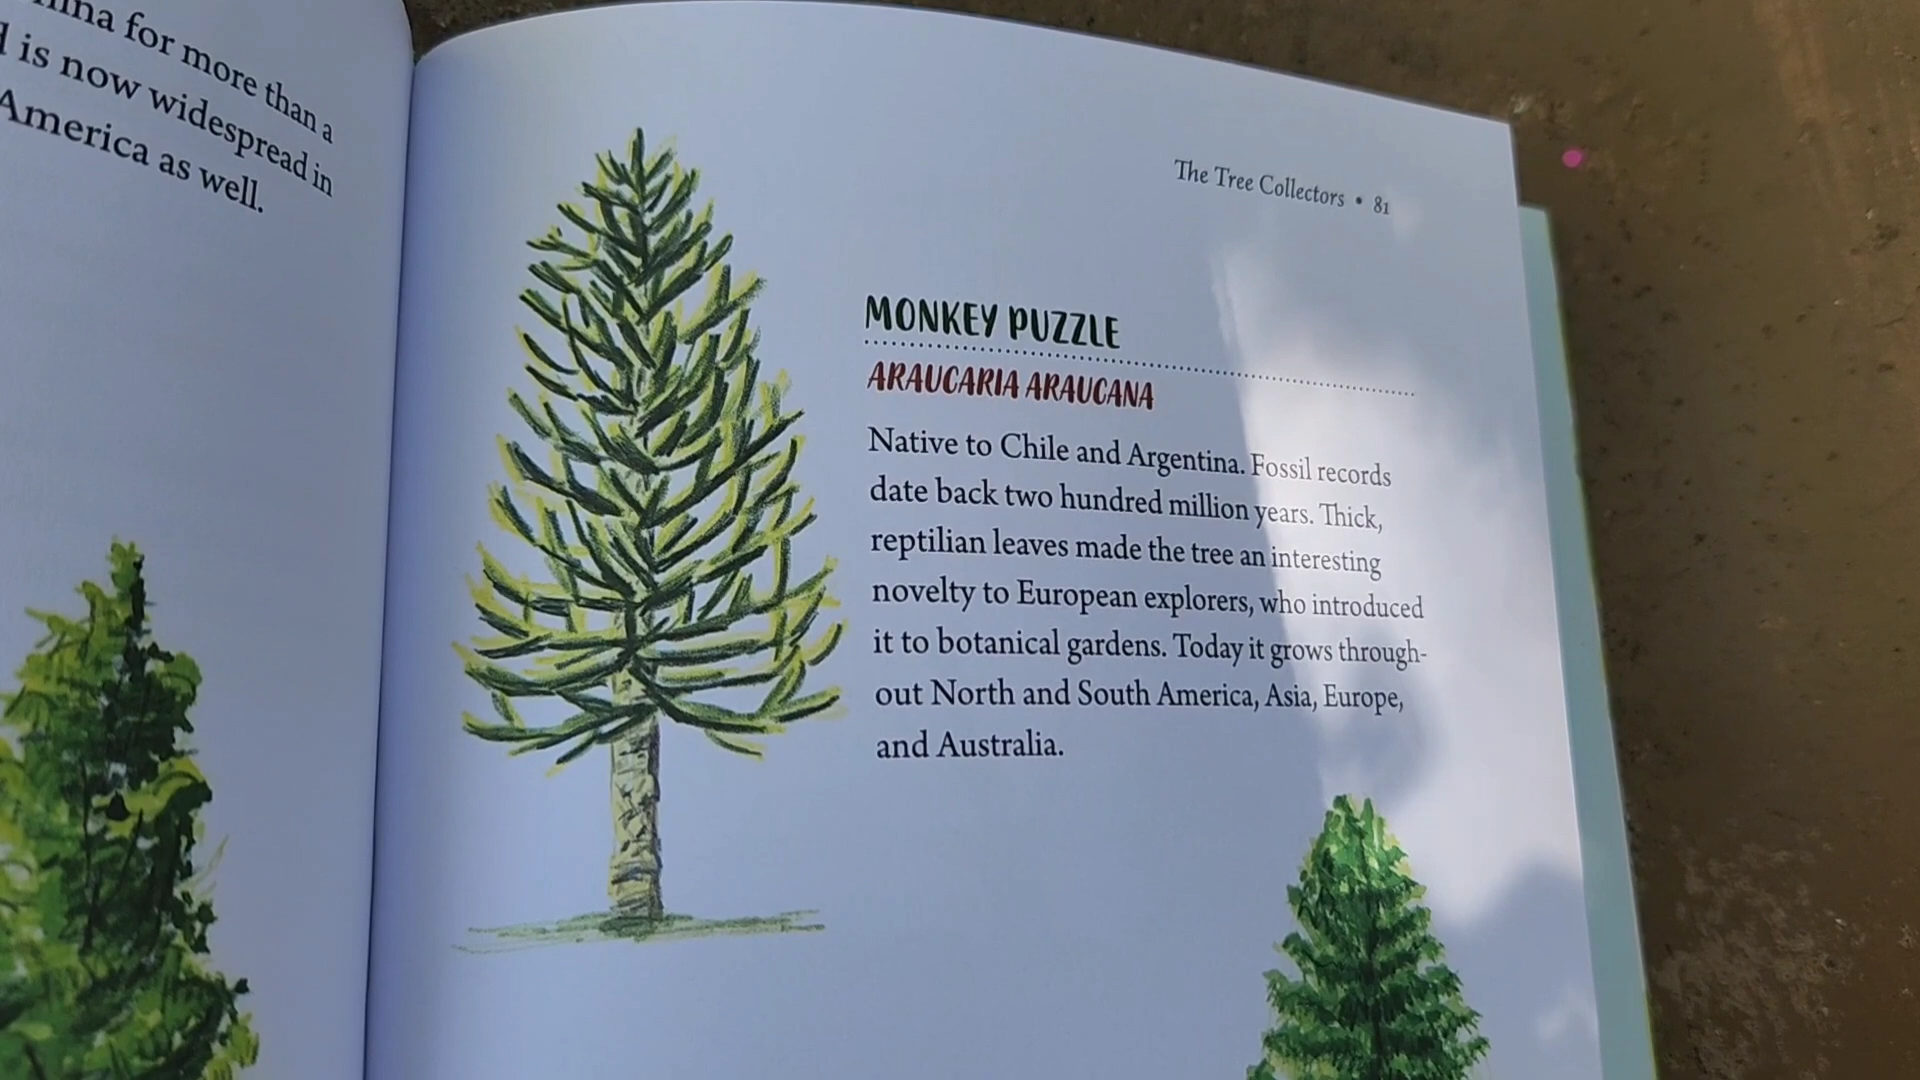 for more than a
is now widespread in
America as well.
The Tree Collectors • 81
MONKEY PUZZLE
ARAUCARIA ARAUCANA
Native to Chile and Argentina. Fossil records
date back two hundred million years. Thick,
reptilian leaves made the tree an interesting
novelty to European explorers, who introduced
it to botanical gardens. Today it grows through-
out North and South America, Asia, Europe,
and Australia.